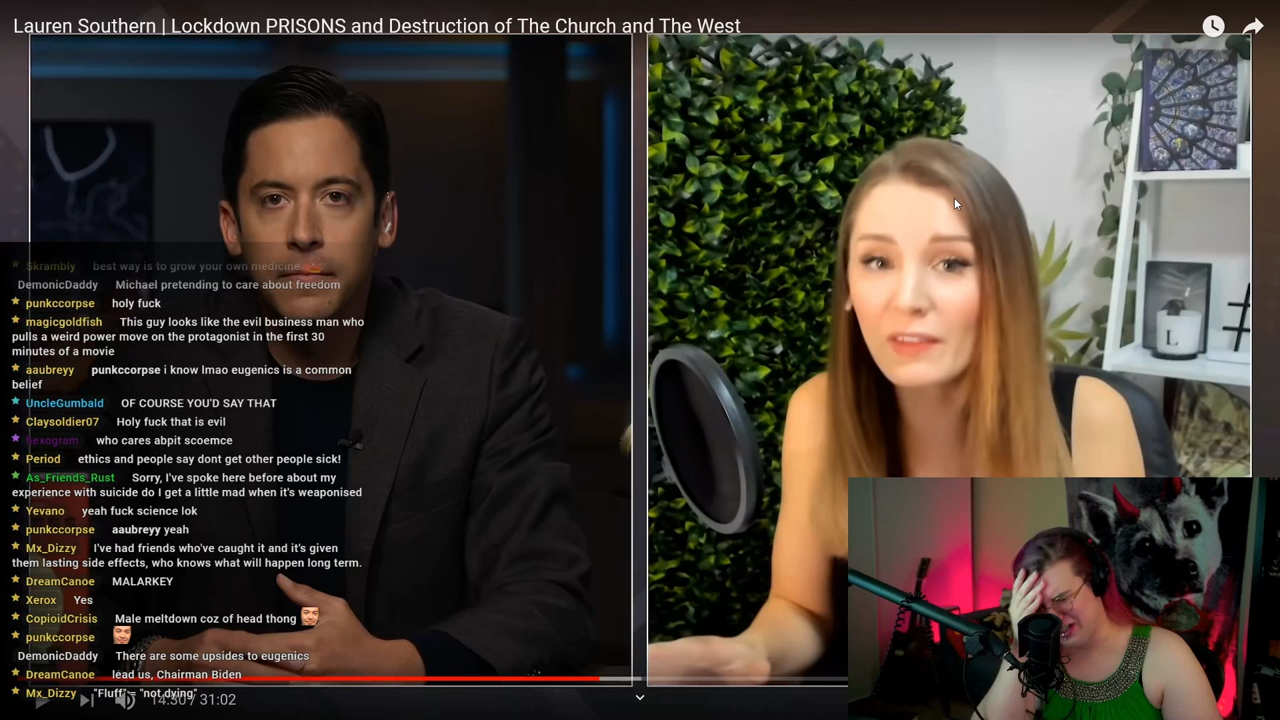 Lauren Southern | Lockdown PRISONS and Destruction of The Church and The West
Skrambly best way is to grow your own medicine
DemonicDaddy Michael pretending to care about freedom
punkccorpse holy fuck
magicgoldfish This guy looks like the evil business man who
pulls a weird power move on the protagonist in the first 30
minutes of a movie
aaubreyy punkccorpse i know lmao eugenics is a common
belief
UncleGumbald OF COURSE YOU'D SAY THAT
Claysoldier07 Holy fuck that is evil
hexogram who cares abpit scoemce
Period ethics and people say dont get other people sick!
As_Friends_Rust Sorry, I've spoke here before about my
experience with suicide do I get a little mad when it's weaponised
Yevano yeah fuck science lok
punkccorpse aaubreyy yeah
Mx_Dizzy I've had friends who've caught it and it's given
them lasting side effects, who knows what will happen long term.
DreamCanoe MALARKEY
Xerox Yes
CopioidCrisis Male meltdown coz of head thong
punkccorpse
DemonicDaddy There are some upsides to eugenics
DreamCanoe lead us, Chairman Biden
Mx_Dizzy "Fluff" = "not dying"
14:30 / 31:02
L